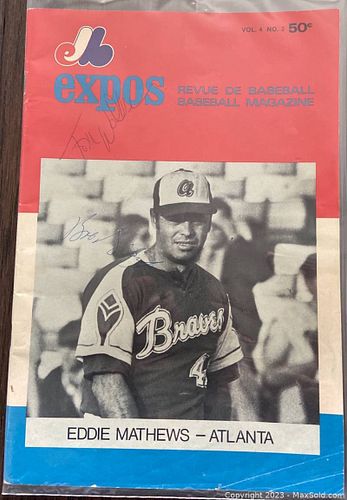 VOL. 4 NO. 2 50¢
expos
REVUE DE BASEBALL
BASEBALL MAGAZINE
Braves
4
EDDIE MATHEWS – ATLANTA
Copyright 2023 - MaxSold.com